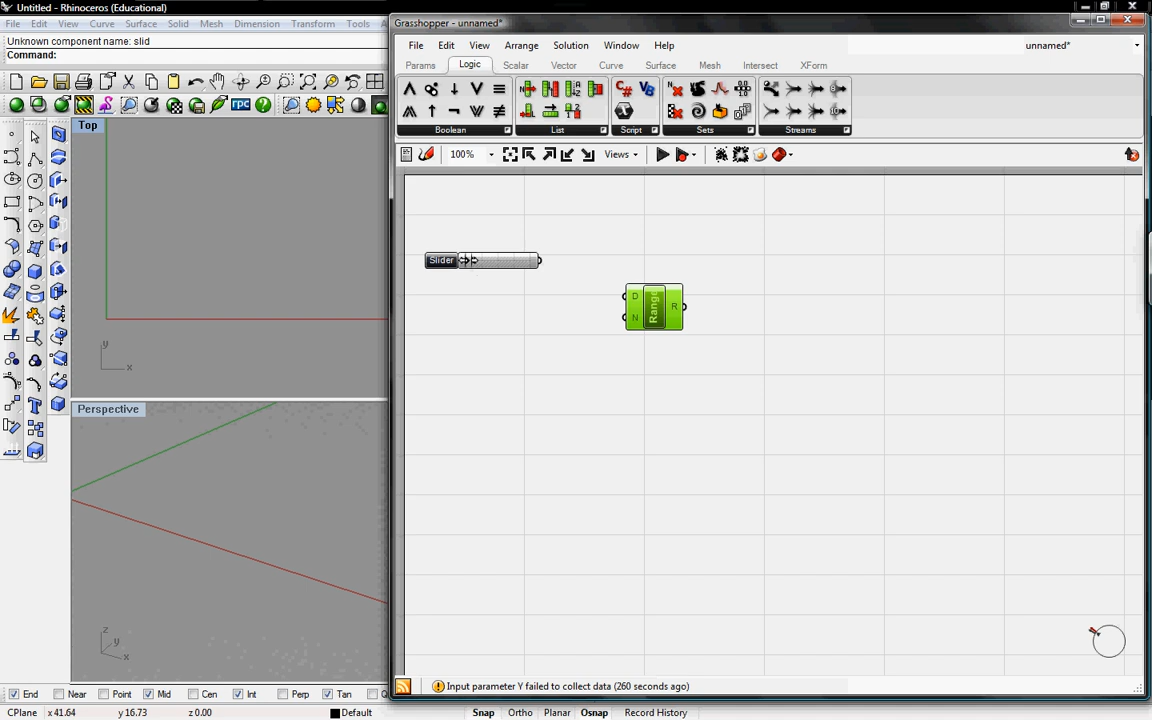 Untitled - Rhinoceros (Educational)
File Edit View Curve Surface Solid Mesh Dimension Transform Tools
Unknown component name: slid
Command:
rpc
Top
y
x
Perspective
z
y
x
End Near Point Mid Cen Int Perp Tan
CPlane x 41.64 y 16.73 z 0.00 Default Snap Ortho Planar Osnap Record History
Grasshopper - unnamed*
File Edit View Arrange Solution Window Help unnamed*
Params Logic Scalar Vector Curve Surface Mesh Intersect XForm
Boolean List Script Sets Streams
100% Views
Slider
D
N
Range
R
Input parameter Y failed to collect data (260 seconds ago)